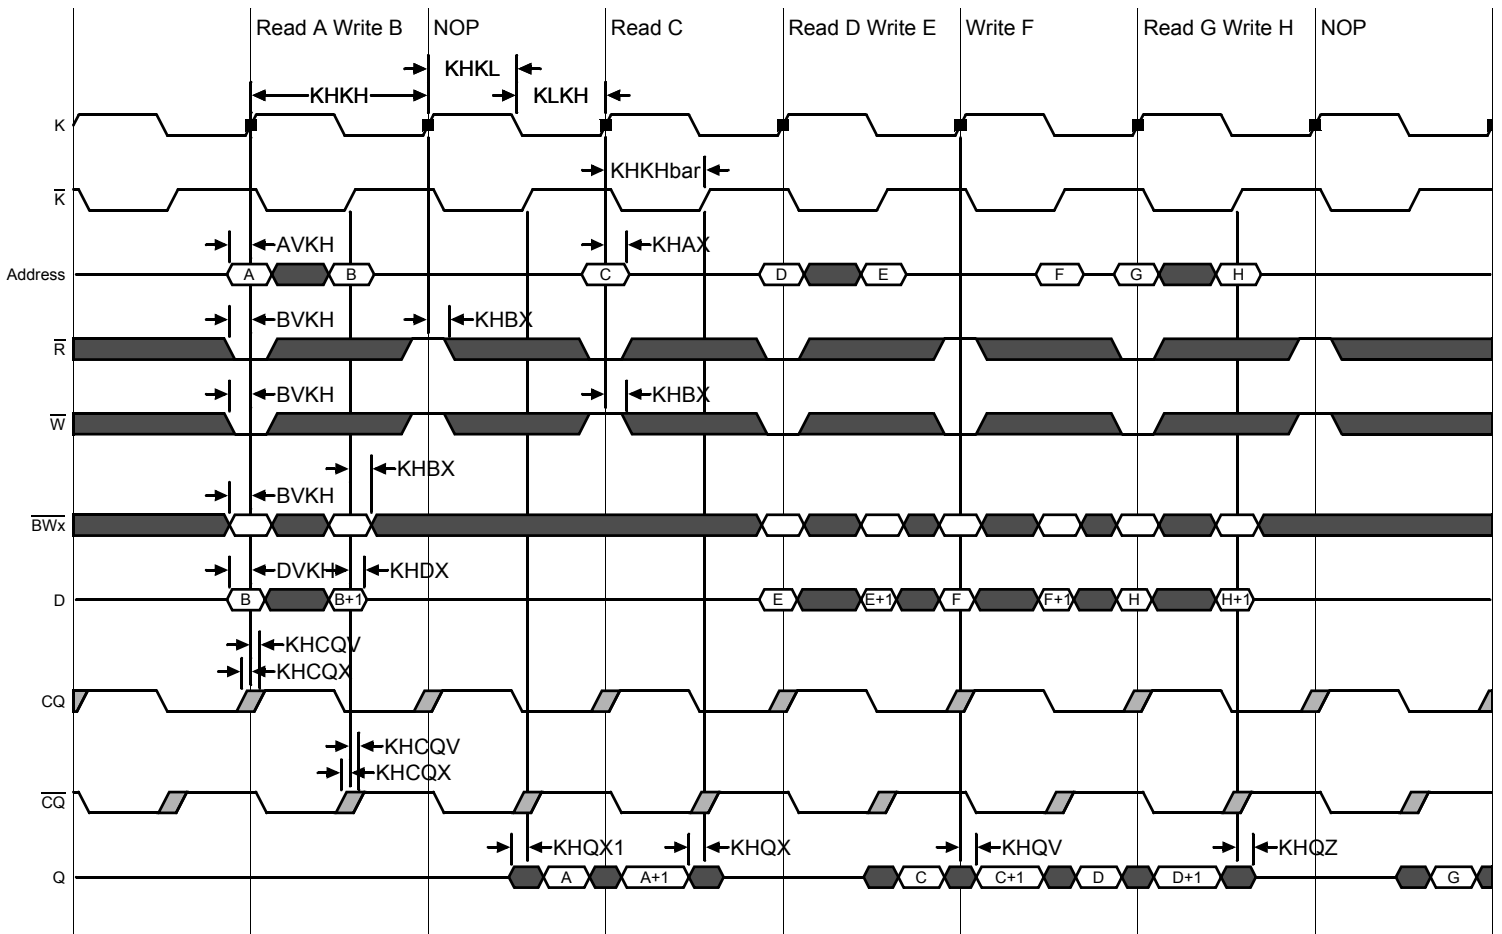 Read A Write B NOP Read C Read D Write E Write F Read G Write H NOP
KHKL
KHKH KLKH
K
KHKHbar
K̅
AVKH KHAX
Address A B C D E F G H
BVKH KHBX
R̅
BVKH KHBX
W̅
KHBX
BVKH
B̅W̅x̅
DVKH KHDX
D B B+1 E E+1 F F+1 H H+1
KHCQV
KHCQX
CQ
KHCQV
KHCQX
C̅Q̅
KHQX1 KHQX KHQV KHQZ
Q A A+1 C C+1 D D+1 G